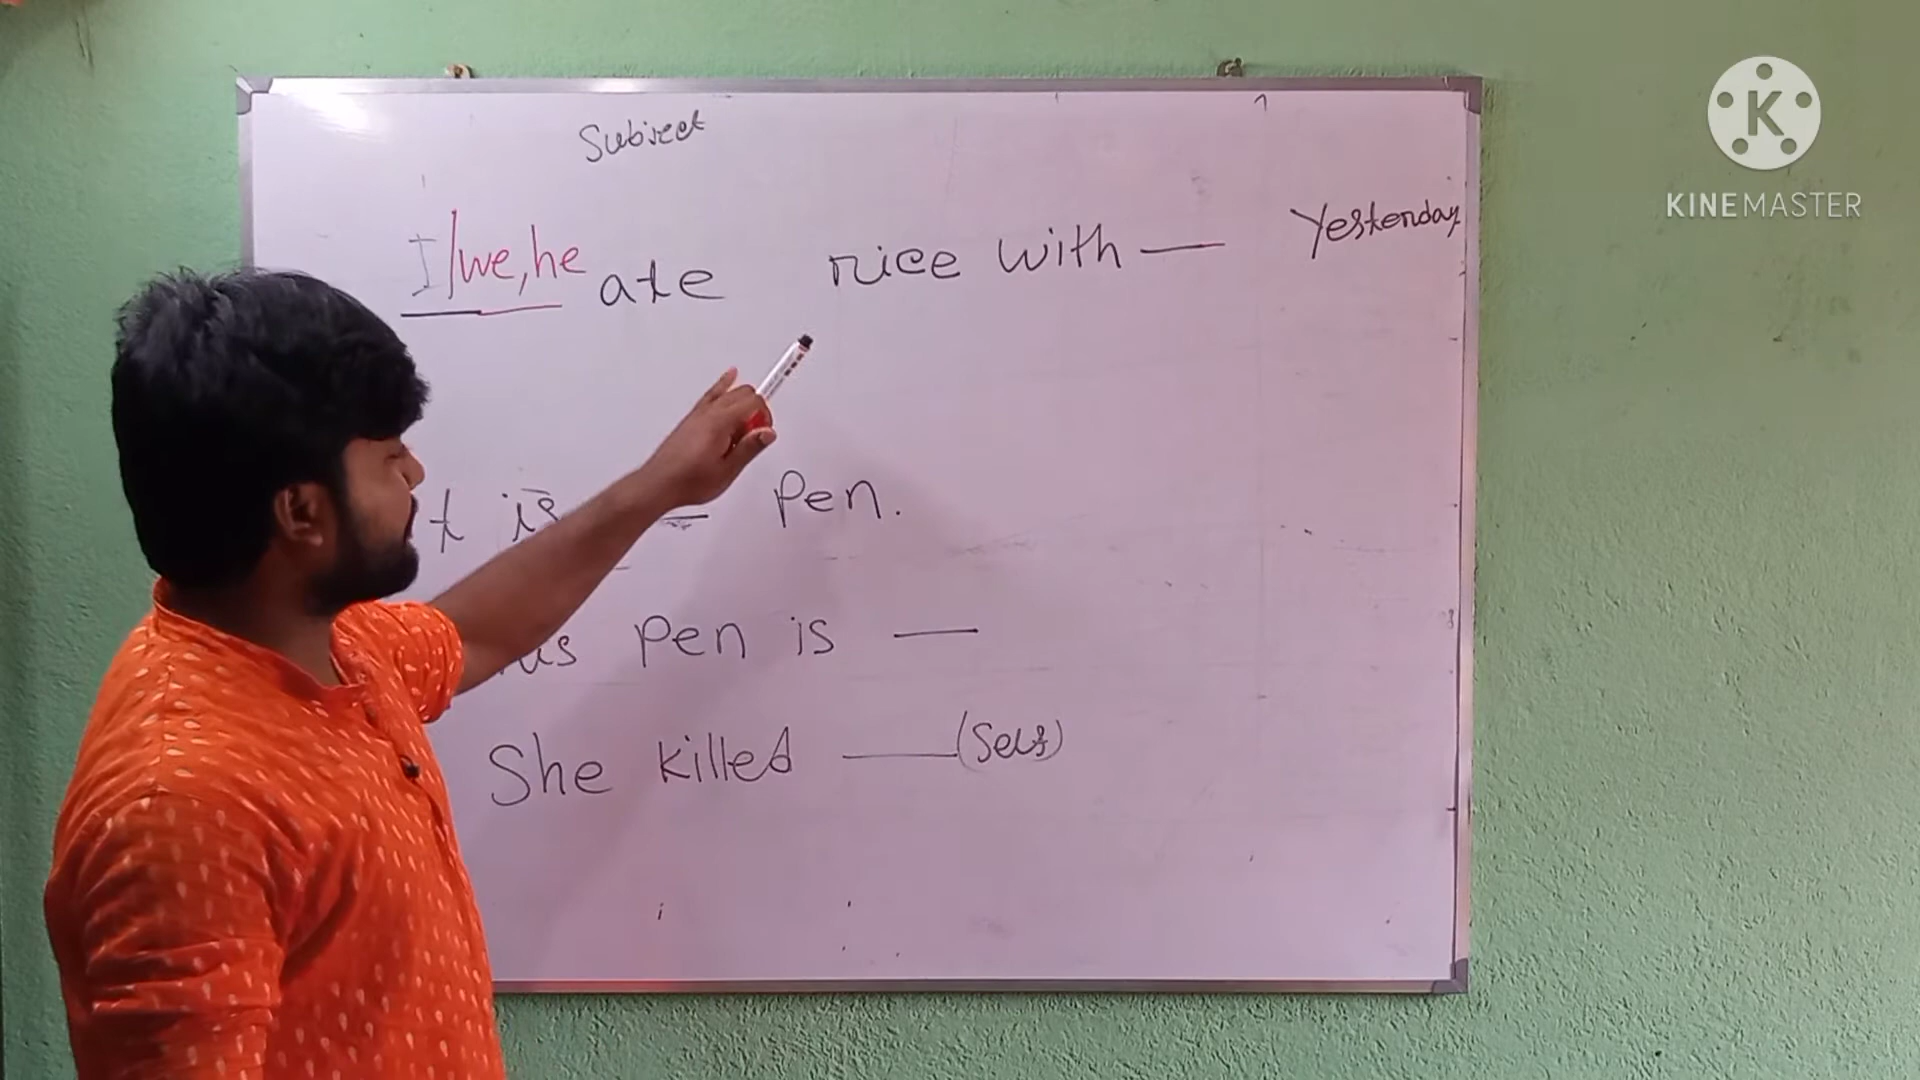 Subject
I/we, he ate rice with — Yesterday
t is — Pen.
Pen is —
She killed — (Self)
K
KINEMASTER